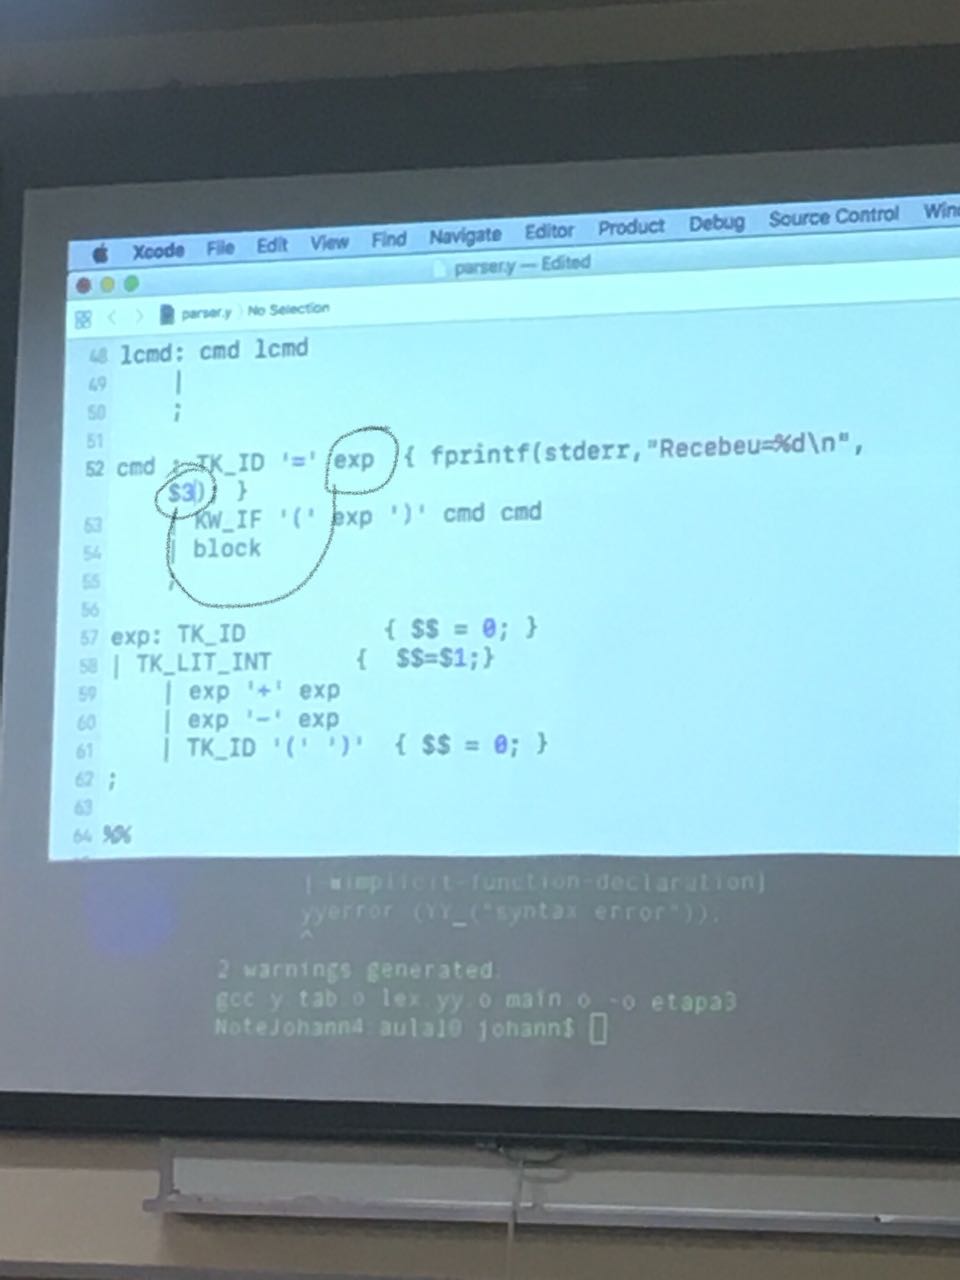 Xcode File Edit View Find Navigate Editor Product Debug Source Control
parser.y — Edited
parser.y No Selection
48 lcmd: cmd lcmd
49 |
50 ;
51
52 cmd : TK_ID '=' exp { fprintf(stderr,"Recebeu=%d\n",
$3) }
53 | KW_IF '(' exp ')' cmd cmd
54 | block
55 ;
56
57 exp: TK_ID { $$ = 0; }
58 | TK_LIT_INT { $$=$1;}
59 | exp '+' exp
60 | exp '-' exp
61 | TK_ID '(' ')' { $$ = 0; }
62 ;
63
64 %%
[-Wimplicit-function-declaration]
yyerror (YY_("syntax error"));
^
2 warnings generated.
gcc y.tab.o lex.yy.o main.o -o etapa3
NoteJohann4:aula10 johann$